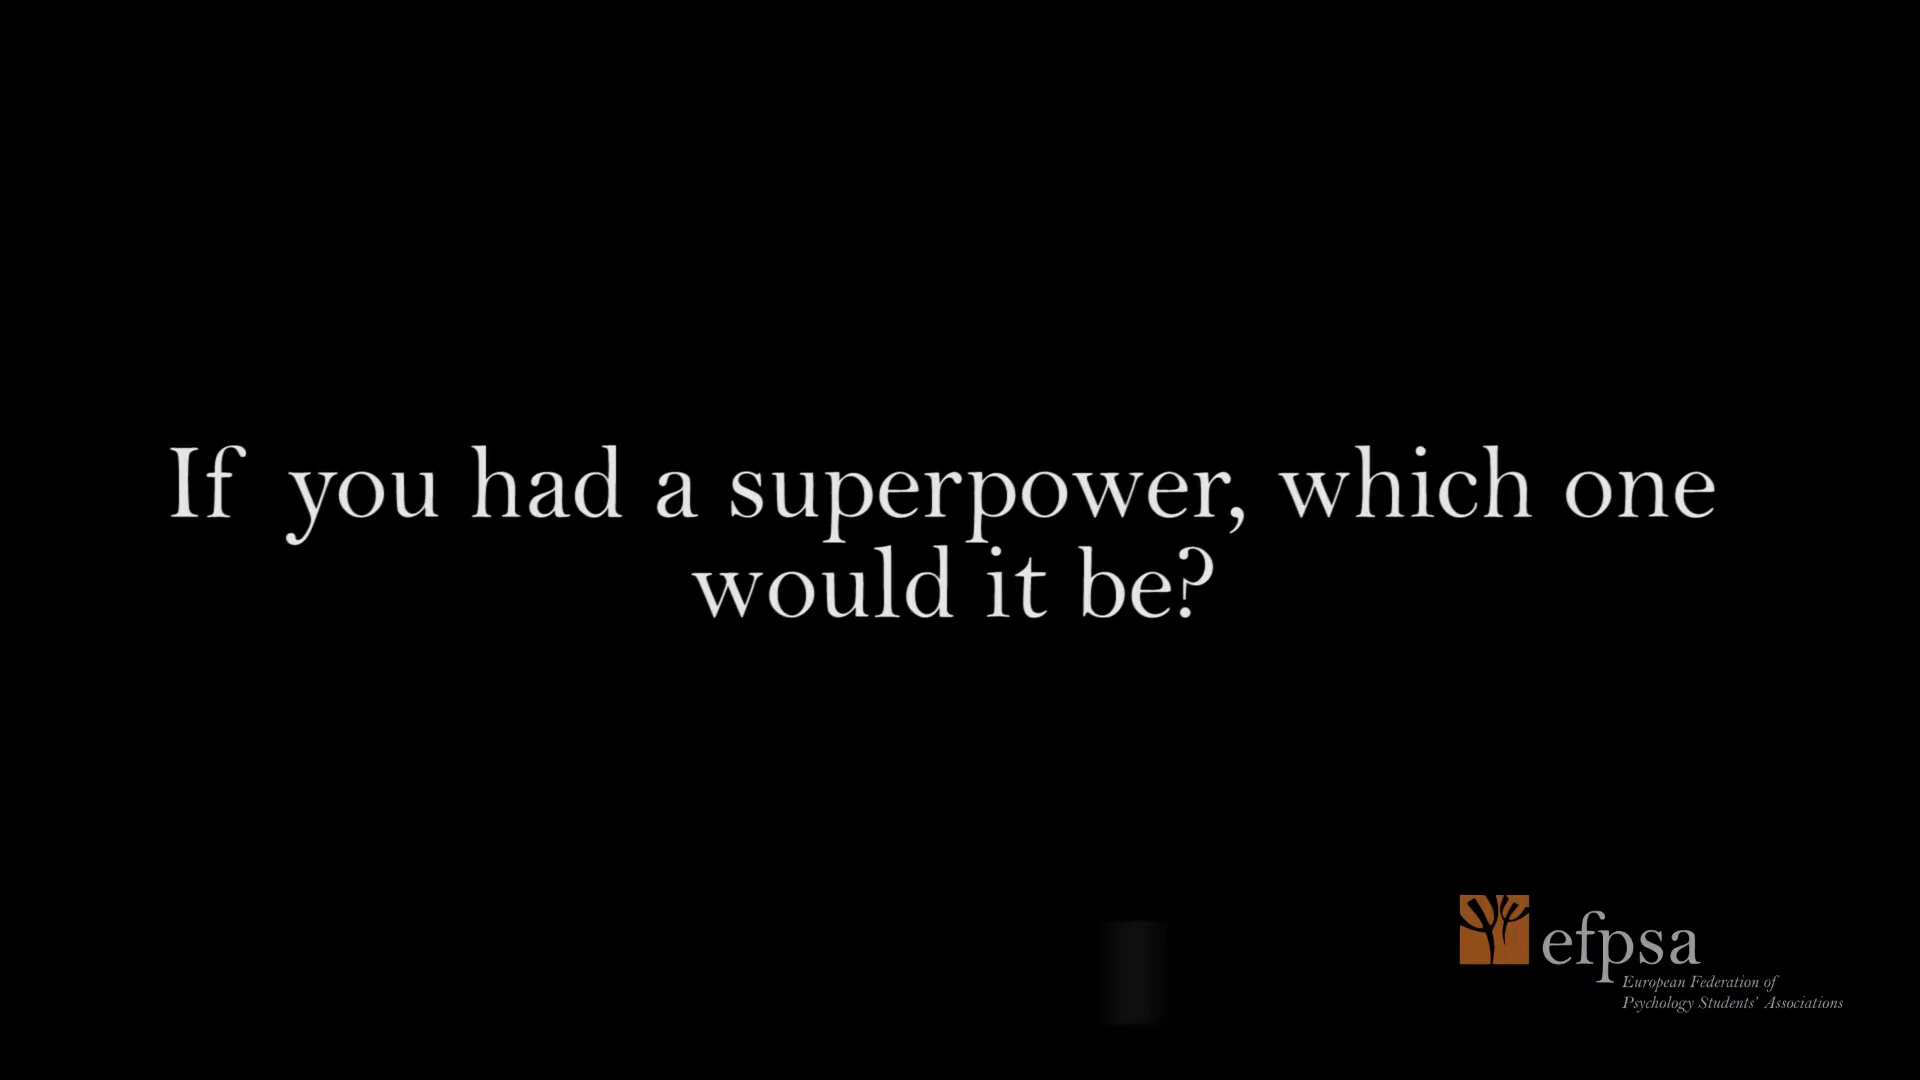 If you had a superpower, which one
would it be?
efpsa
European Federation of
Psychology Students' Associations